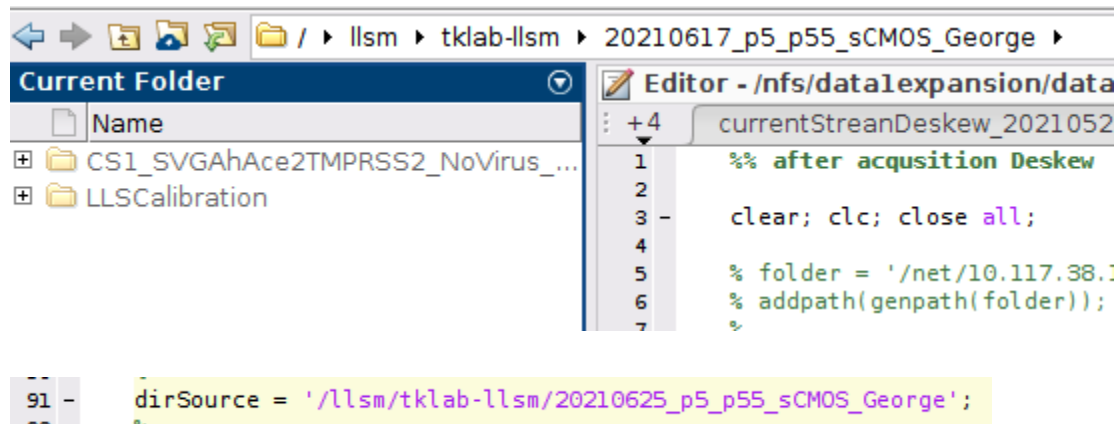 / llsm tklab-llsm 20210617_p5_p55_sCMOS_George
Current Folder
Name
CS1_SVGAhAce2TMPRSS2_NoVirus_...
LLSCalibration
Editor - /nfs/data1expansion/data
+4 currentStreanDeskew_2021052
1 %% after acqusition Deskew
2
3 - clear; clc; close all;
4
5 % folder = '/net/10.117.38.
6 % addpath(genpath(folder));
7 %
91 - dirSource = '/llsm/tklab-llsm/20210625_p5_p55_sCMOS_George';